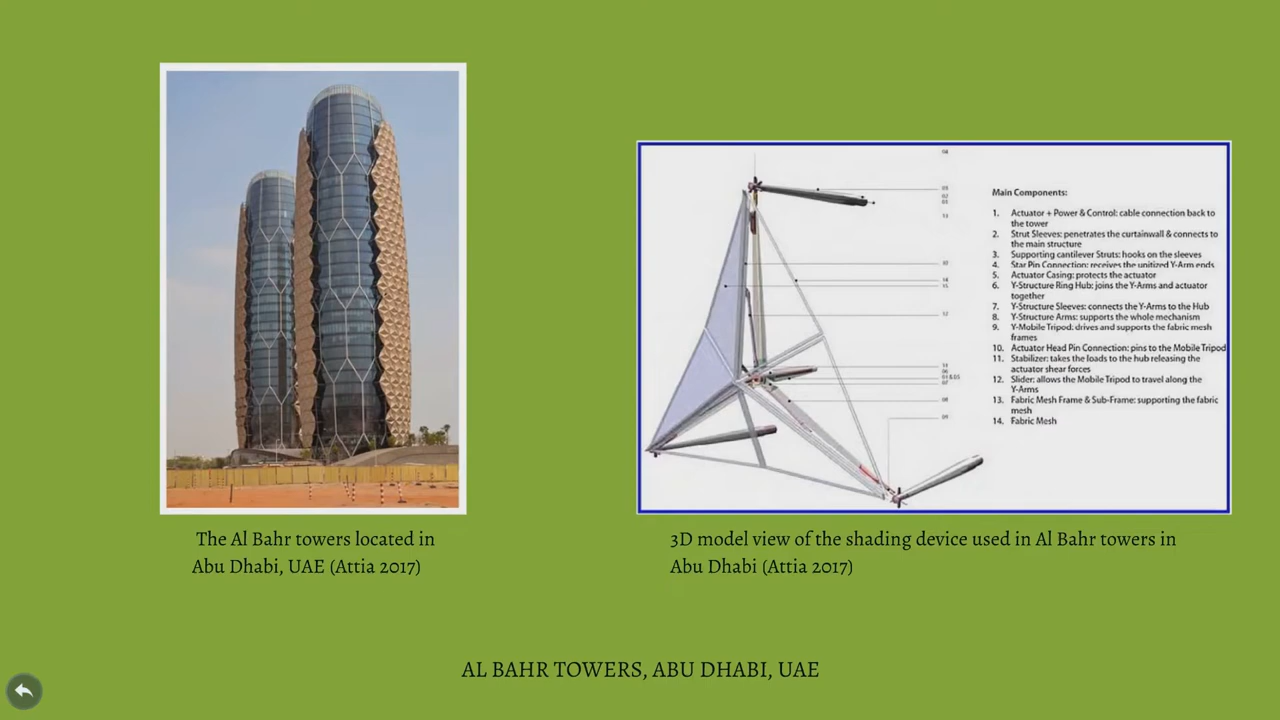 Main Components:
1. Actuator + Power & Control: cable connection back to
the tower
2. Strut Sleeves: penetrates the curtainwall & connects to
the main structure
3. Supporting cantilever Struts: hooks on the sleeves
4. Star Pin Connection: receives the unitized Y-Arm ends
5. Actuator Casing: protects the actuator
6. Y-Structure Ring Hub: joins the Y-Arms and actuator
together
7. Y-Structure Sleeves: connects the Y-Arms to the Hub
8. Y-Structure Arms: supports the whole mechanism
9. Y-Mobile Tripod: drives and supports the fabric mesh
frames
10. Actuator Head Pin Connection: pins to the Mobile Tripod
11. Stabilizer: takes the loads to the hub releasing the
actuator shear forces
12. Slider: allows the Mobile Tripod to travel along the
Y-Arms
13. Fabric Mesh Frame & Sub-Frame: supporting the fabric
mesh
14. Fabric Mesh
The Al Bahr towers located in
Abu Dhabi, UAE (Attia 2017)
3D model view of the shading device used in Al Bahr towers in
Abu Dhabi (Attia 2017)
AL BAHR TOWERS, ABU DHABI, UAE